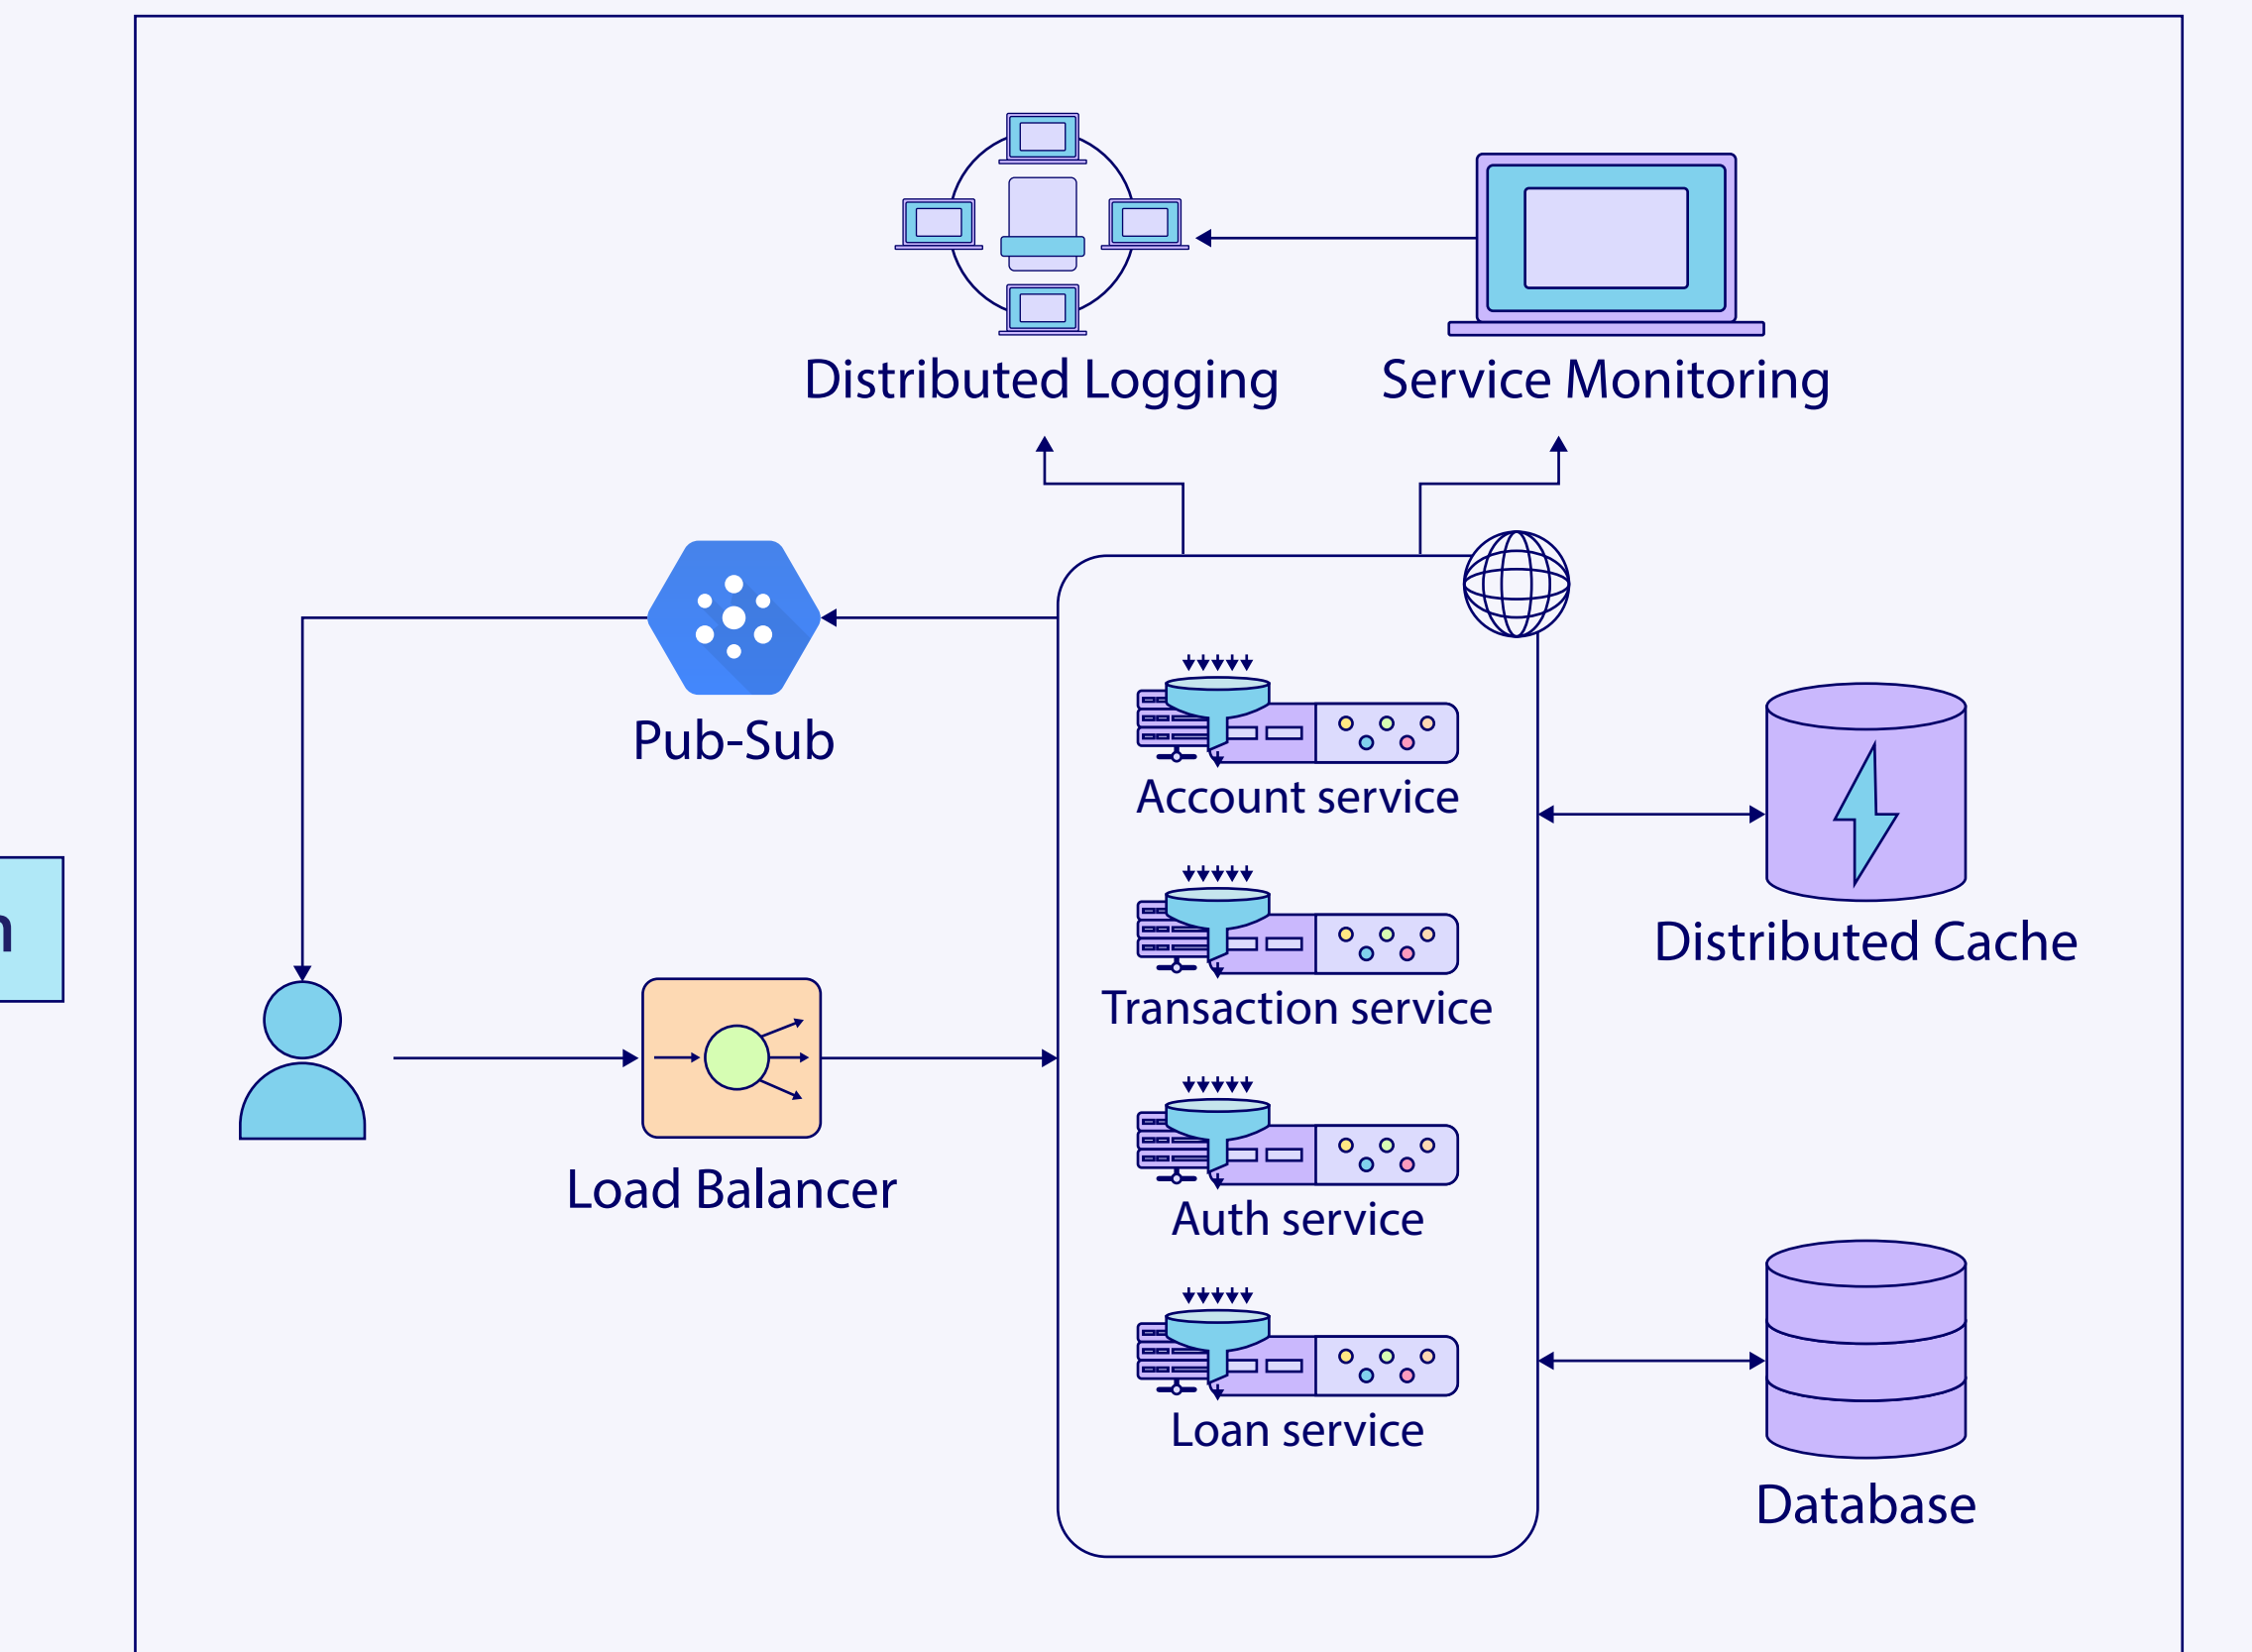 Distributed Logging
Service Monitoring
Pub-Sub
Account service
Distributed Cache
Transaction service
Load Balancer
Auth service
Loan service
Database